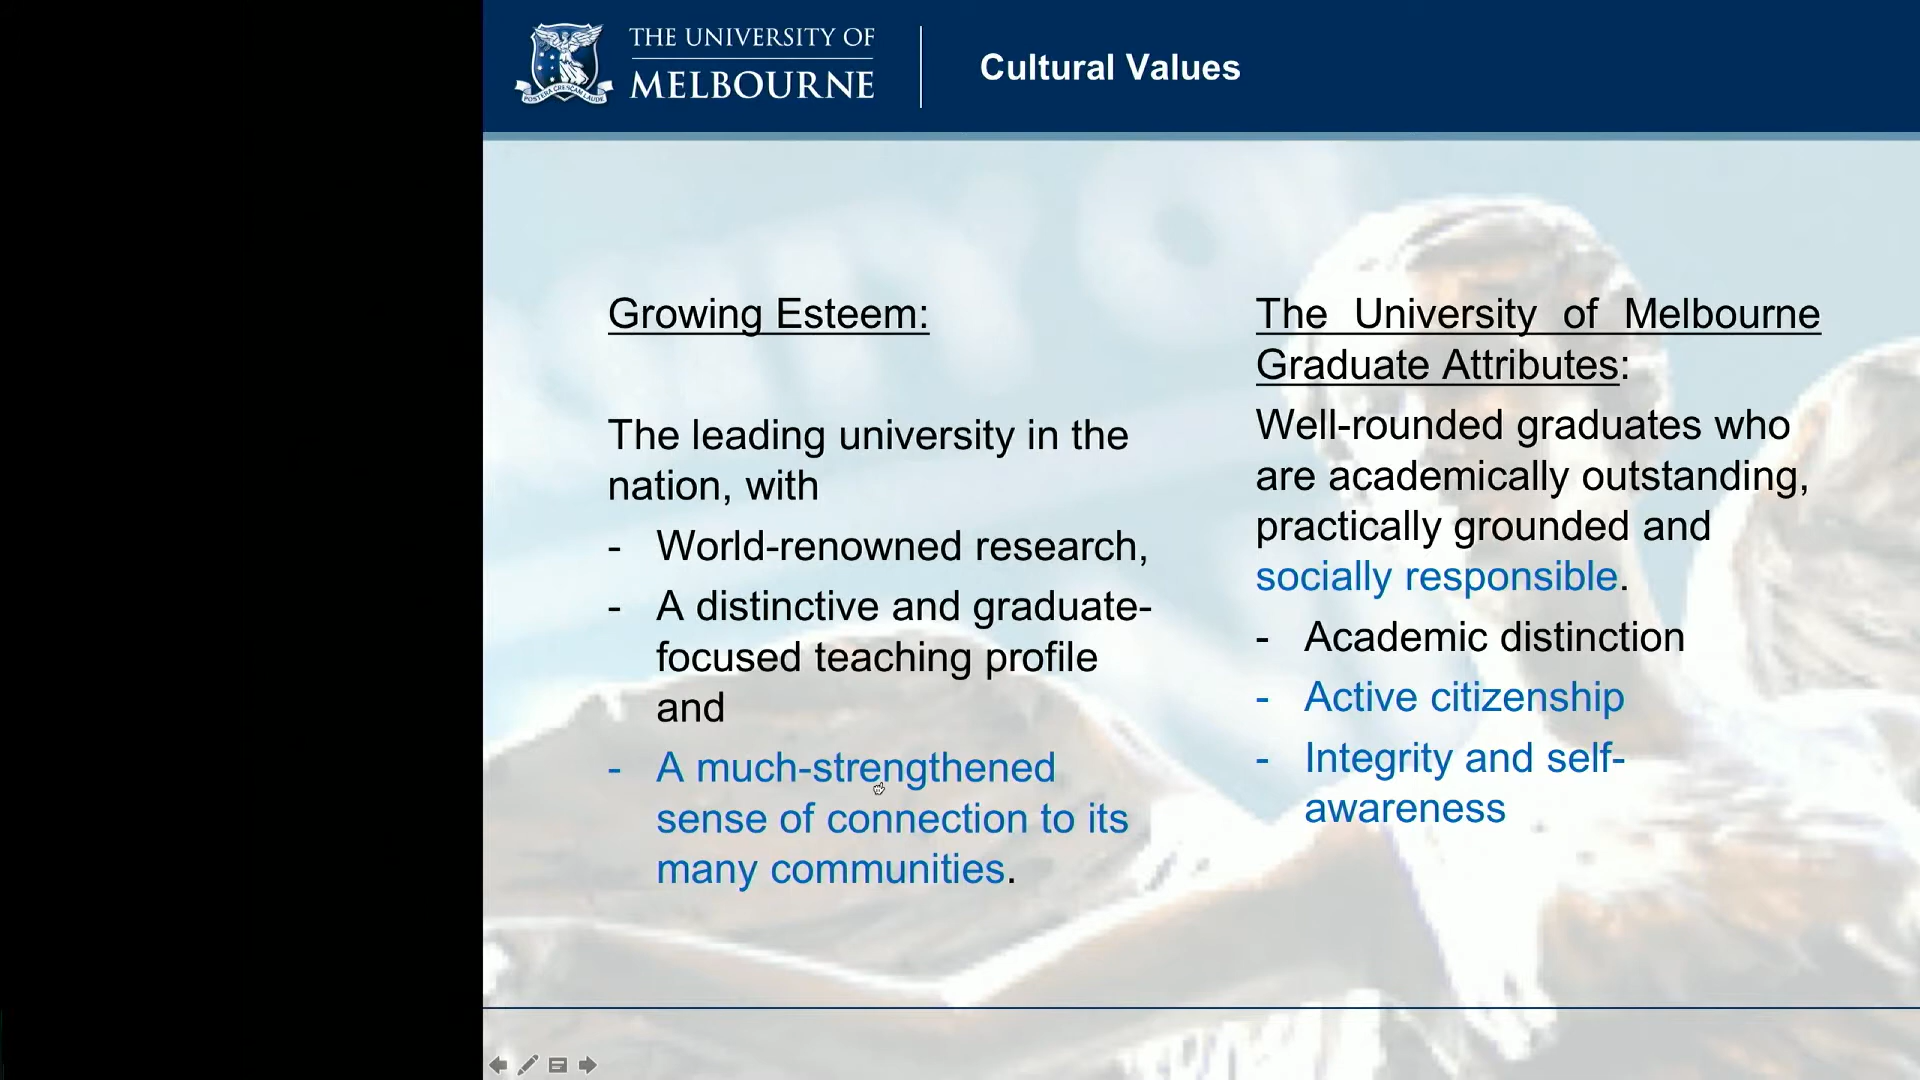 THE UNIVERSITY OF
MELBOURNE
POSTERA CRESCAM LAUDE
Cultural Values
Growing Esteem:
The leading university in the
nation, with
- World-renowned research,
- A distinctive and graduate-
focused teaching profile
and
- A much-strengthened
sense of connection to its
many communities.
The University of Melbourne
Graduate Attributes:
Well-rounded graduates who
are academically outstanding,
practically grounded and
socially responsible.
- Academic distinction
- Active citizenship
- Integrity and self-
awareness